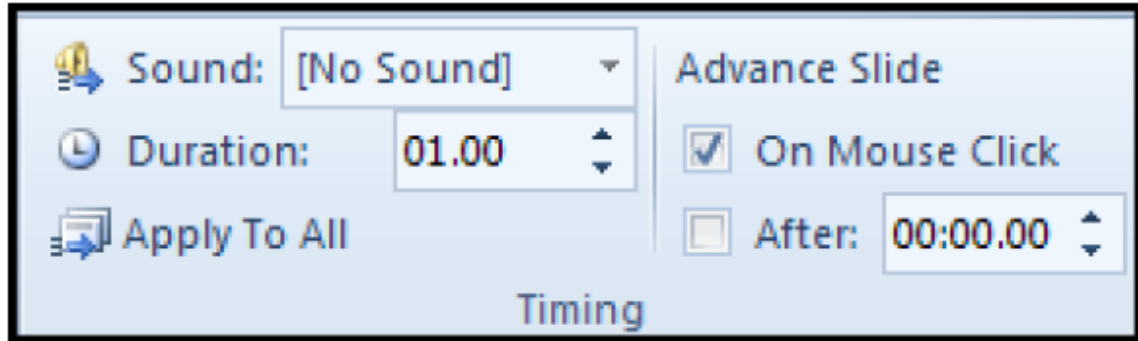 Sound: [No Sound]
Duration: 01.00
Apply To All
Advance Slide
On Mouse Click
After: 00:00.00
Timing